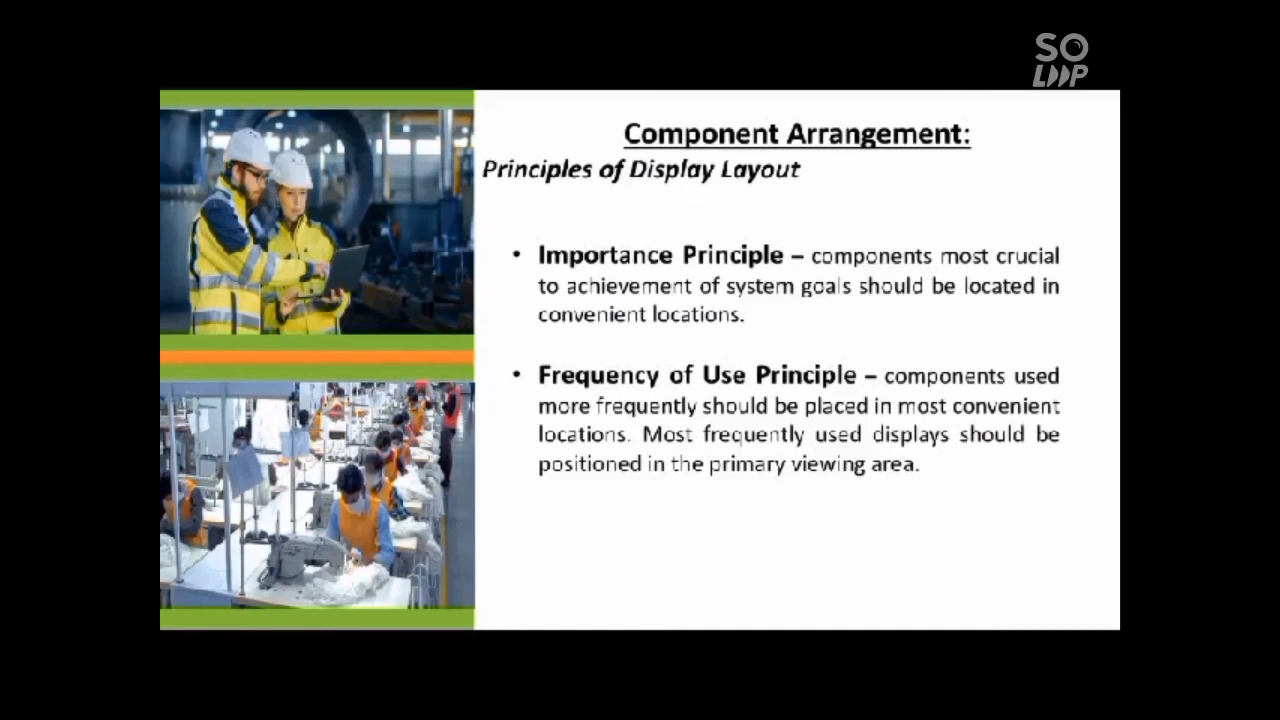 SO
LOOP
Component Arrangement:
Principles of Display Layout
• Importance Principle – components most crucial
to achievement of system goals should be located in
convenient locations.
• Frequency of Use Principle – components used
more frequently should be placed in most convenient
locations. Most frequently used displays should be
positioned in the primary viewing area.